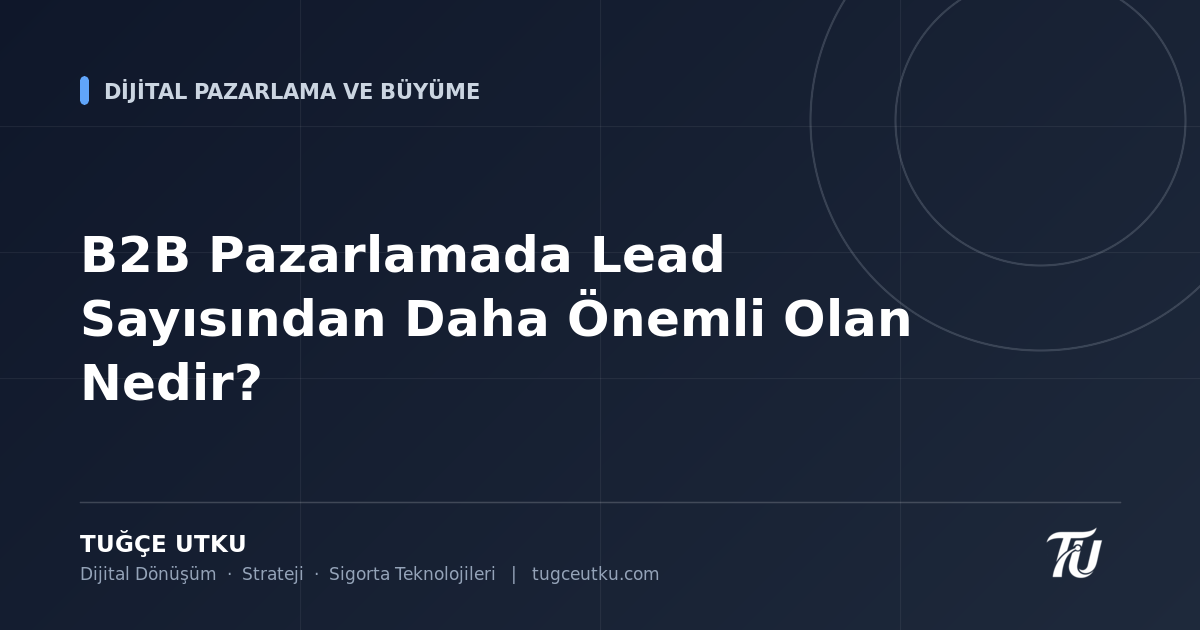 DİJİTAL PAZARLAMA VE BÜYÜME
B2B Pazarlamada Lead
Sayısından Daha Önemli Olan
Nedir?
TUĞÇE UTKU
Dijital Dönüşüm · Strateji · Sigorta Teknolojileri | tugceutku.com
TU